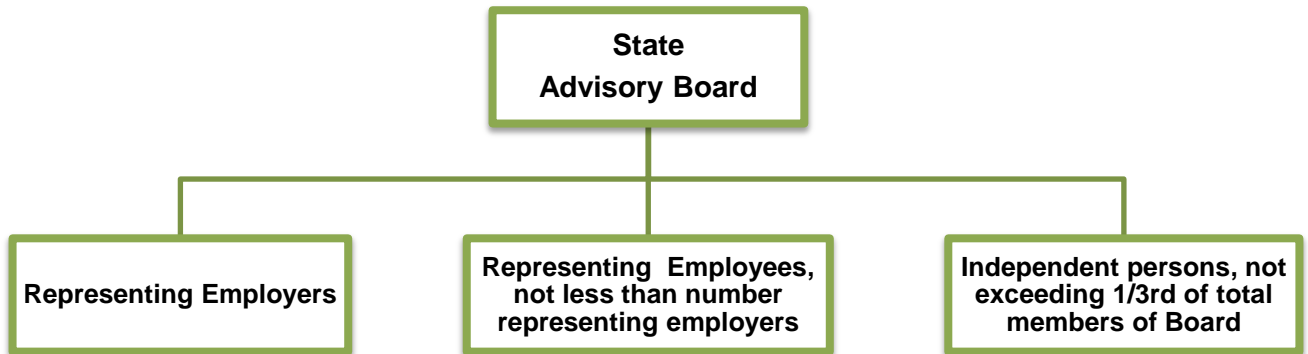 State
Advisory Board
Representing Employers
Representing Employees,
not less than number
representing employers
Independent persons, not
exceeding 1/3rd of total
members of Board